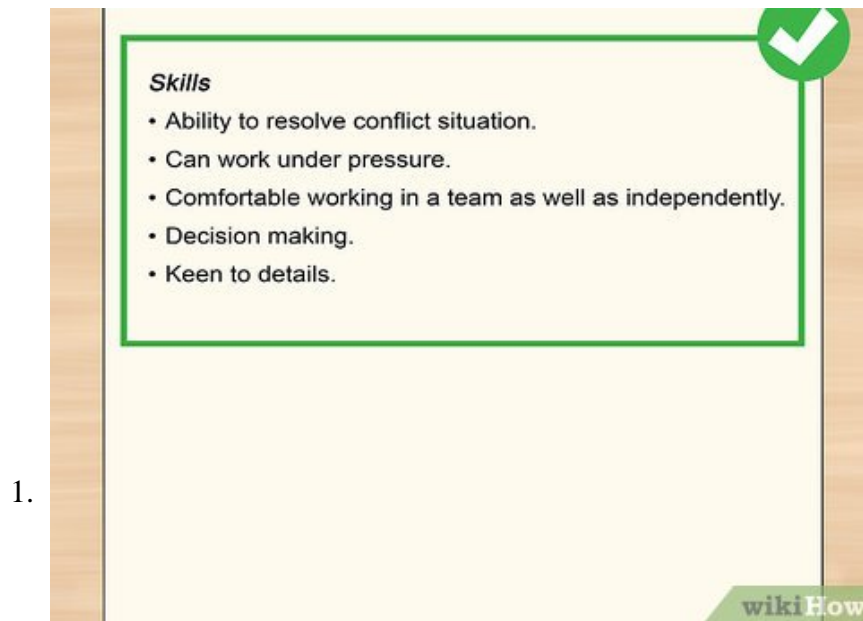 Skills
• Ability to resolve conflict situation.
• Can work under pressure.
• Comfortable working in a team as well as independently.
• Decision making.
• Keen to details.
1.
wikiHow